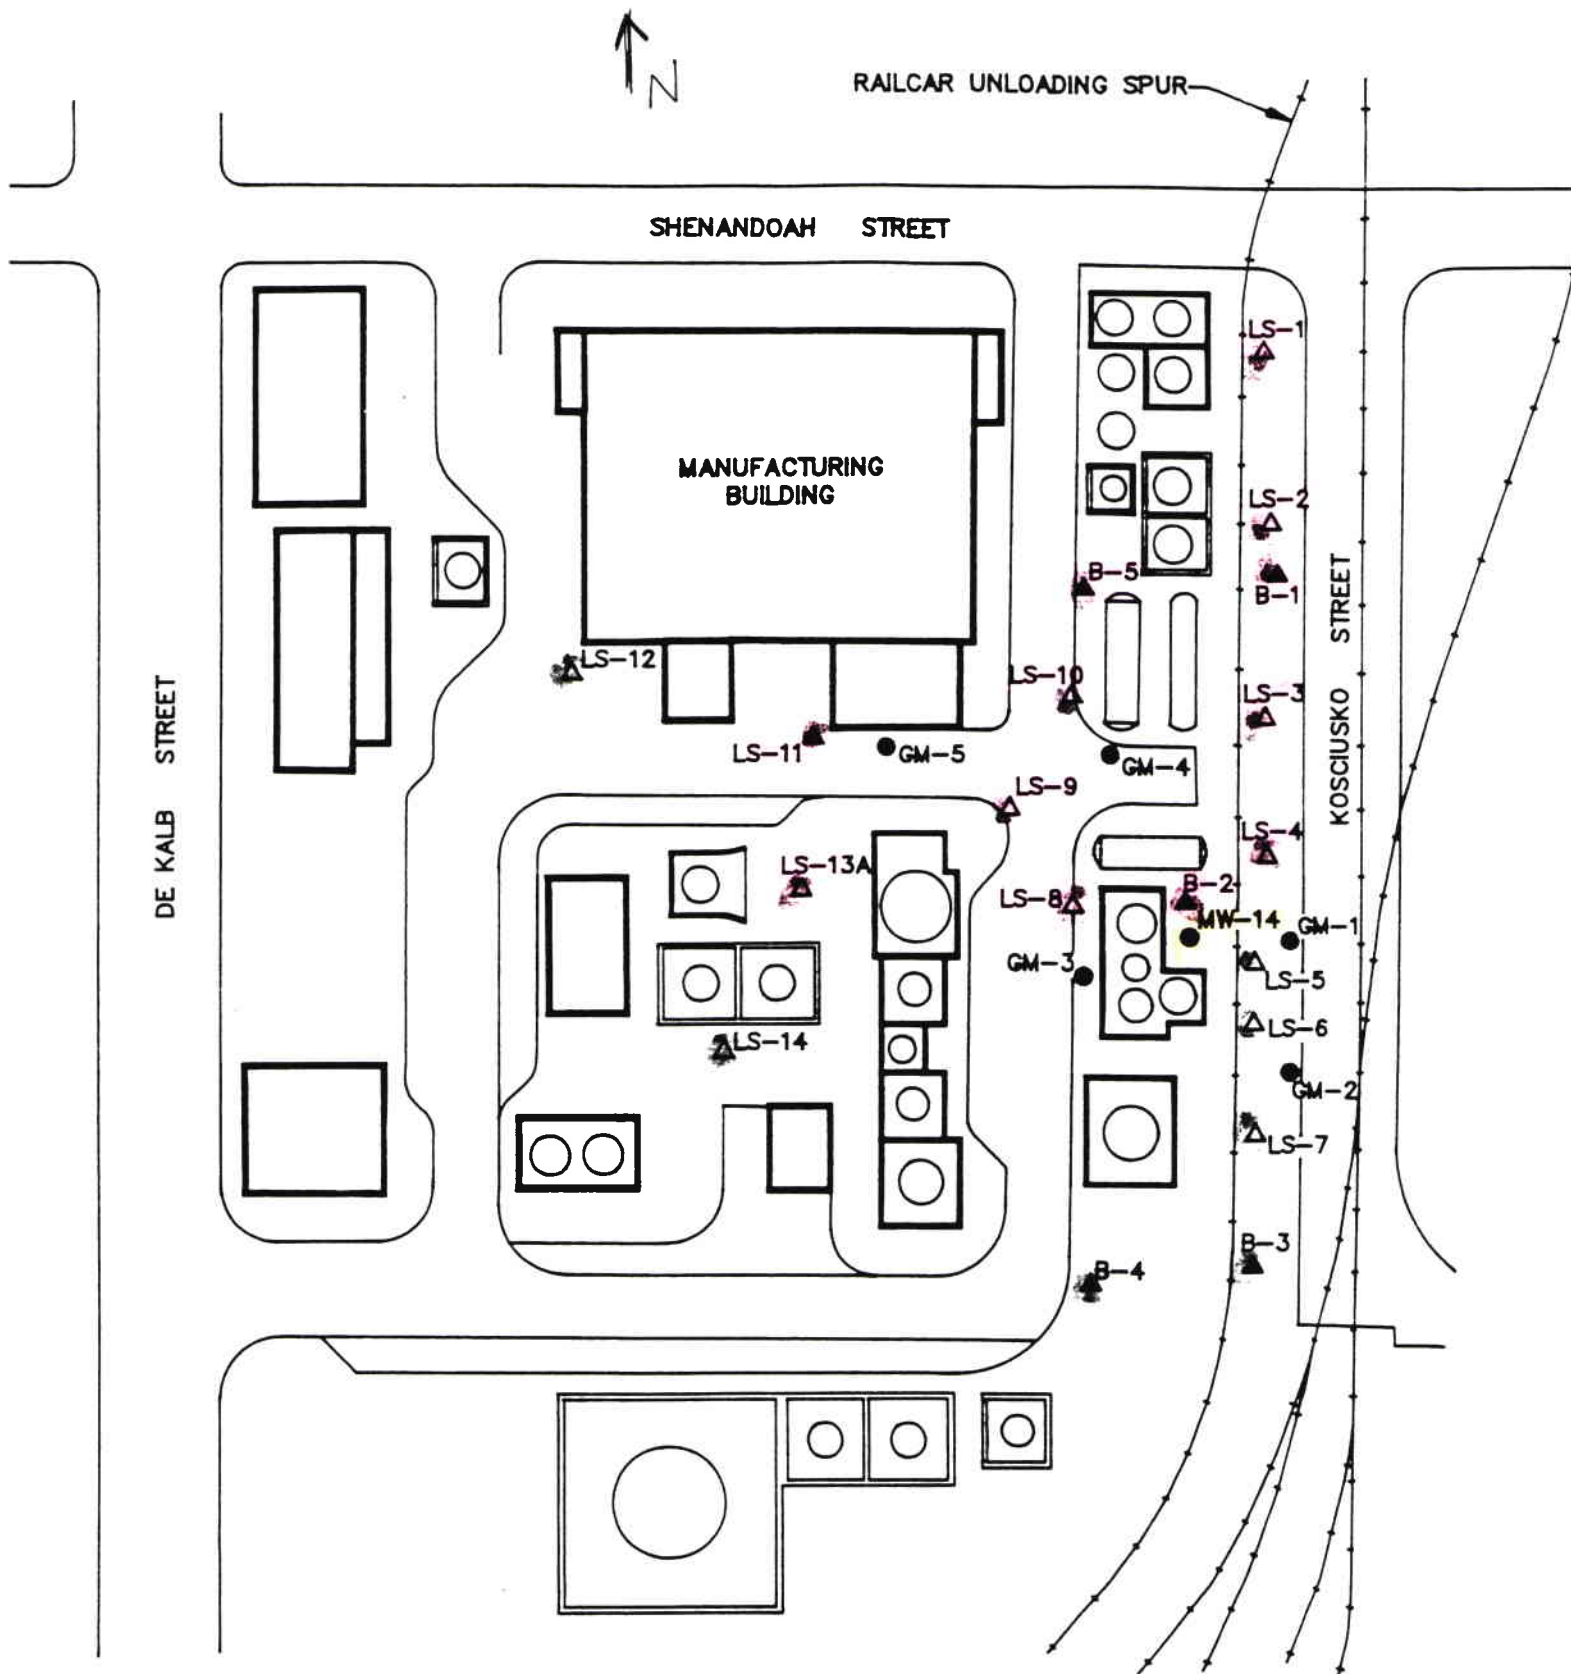 N
RAILCAR UNLOADING SPUR
SHENANDOAH STREET
LS-1
MANUFACTURING
BUILDING
LS-2
B-5
B-1
KOSCIUSKO STREET
LS-12
LS-10
LS-3
DE KALB STREET
LS-11
GM-5
GM-4
LS-9
LS-4
LS-13A
B-2
LS-8
MW-14
GM-1
GM-3
LS-5
LS-6
LS-14
GM-2
LS-7
B-3
B-4